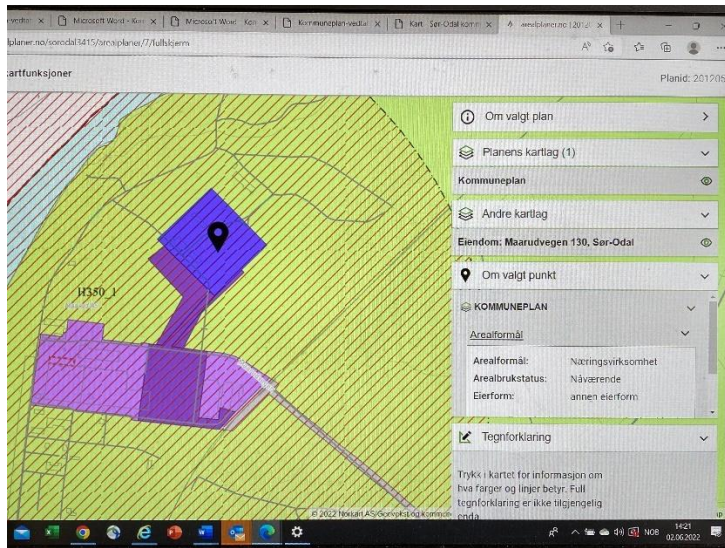 Microsoft Word - Kon
Microsoft Word - Kon
Kommuneplan-vedtat
Kart - Sør-Odal komm
arealplaner.no | 2012
lplaner.no/sorodal3415/arealplaner/7/fullskjerm
artfunksjoner
Planid: 201205
Om valgt plan
Planens kartlag (1)
Kommuneplan
Andre kartlag
Eiendom: Maarudvegen 130, Sør-Odal
Om valgt punkt
KOMMUNEPLAN
Arealformål
Arealformål: Næringsvirksomhet
Arealbrukstatus: Nåværende
Eierform: annen eierform
Tegnforklaring
Trykk i kartet for informasjon om
hva farger og linjer betyr. Full
tegnforklaring er ikke tilgjengelig
enda
H350_1
© 2022 Norkart AS/Geovekst og kommun
NOB
14:21
02.06.2022